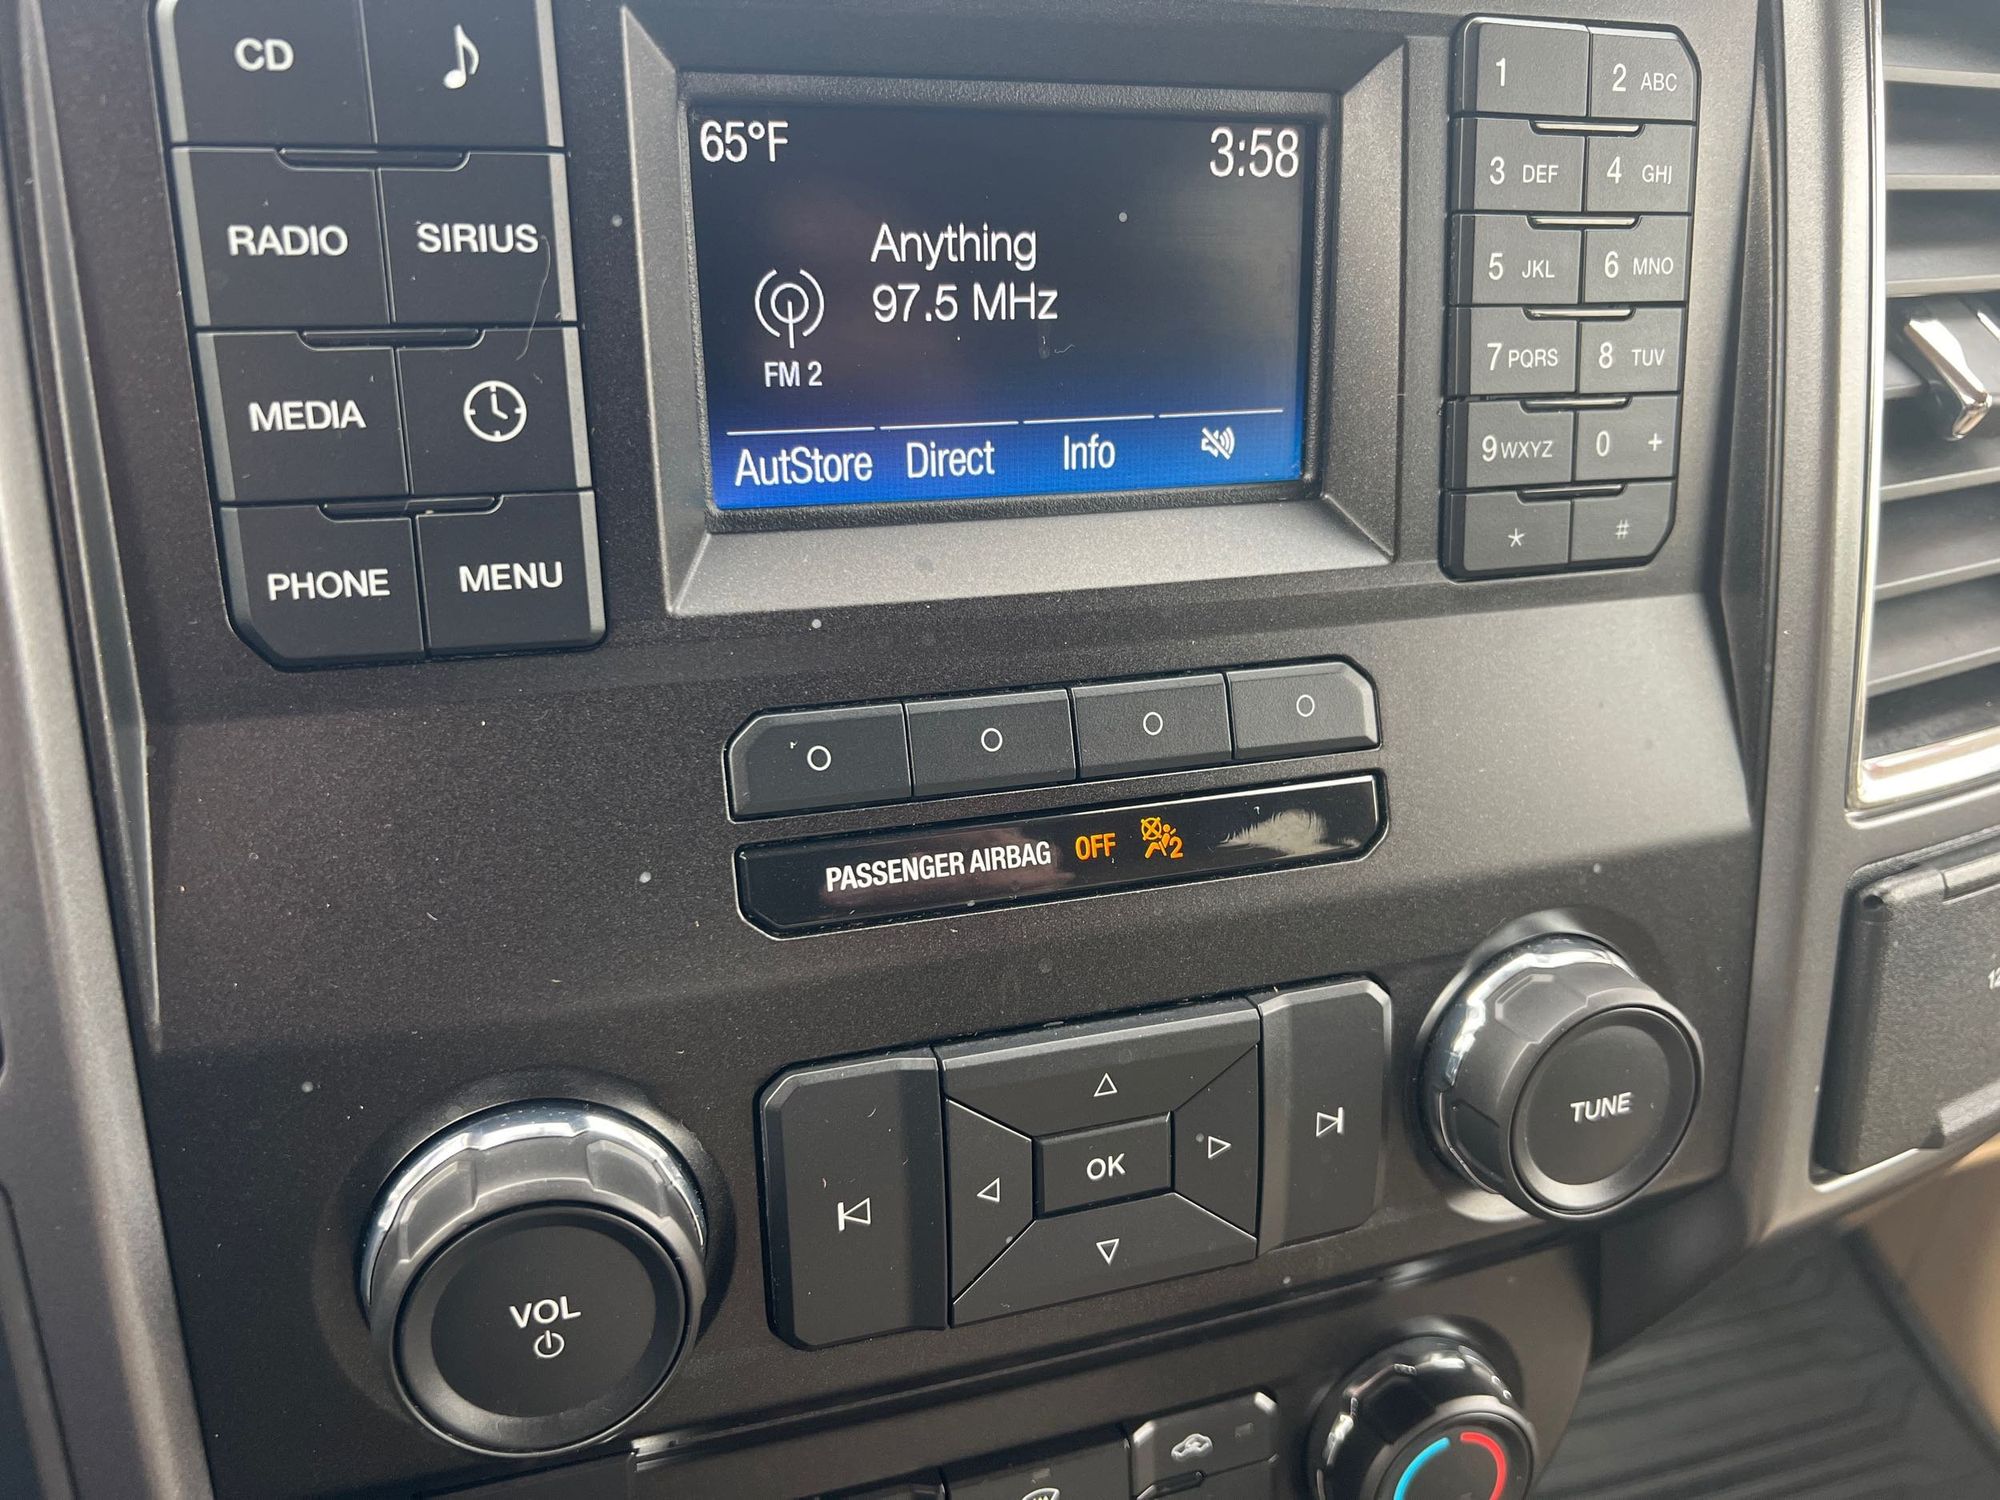 CD
RADIO
SIRIUS
MEDIA
PHONE
MENU
65°F
3:58
Anything
97.5 MHz
FM 2
AutStore
Direct
Info
1
2 ABC
3 DEF
4 GHI
5 JKL
6 MNO
7 PQRS
8 TUV
9 WXYZ
0 +
*
#
PASSENGER AIRBAG OFF 2
OK
TUNE
VOL